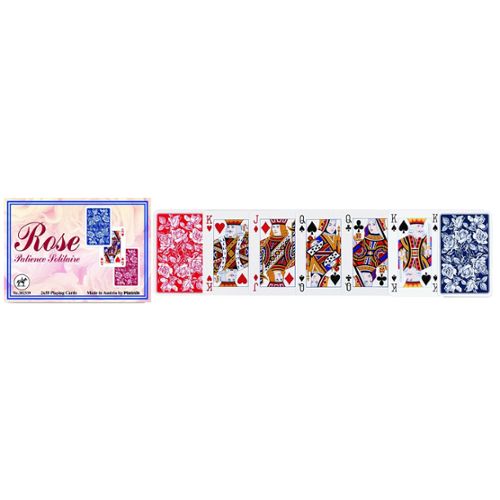 Rose
Patience Solitaire
2x55 Playing Cards Made in Austria by Piatnik
K J Q Q K K